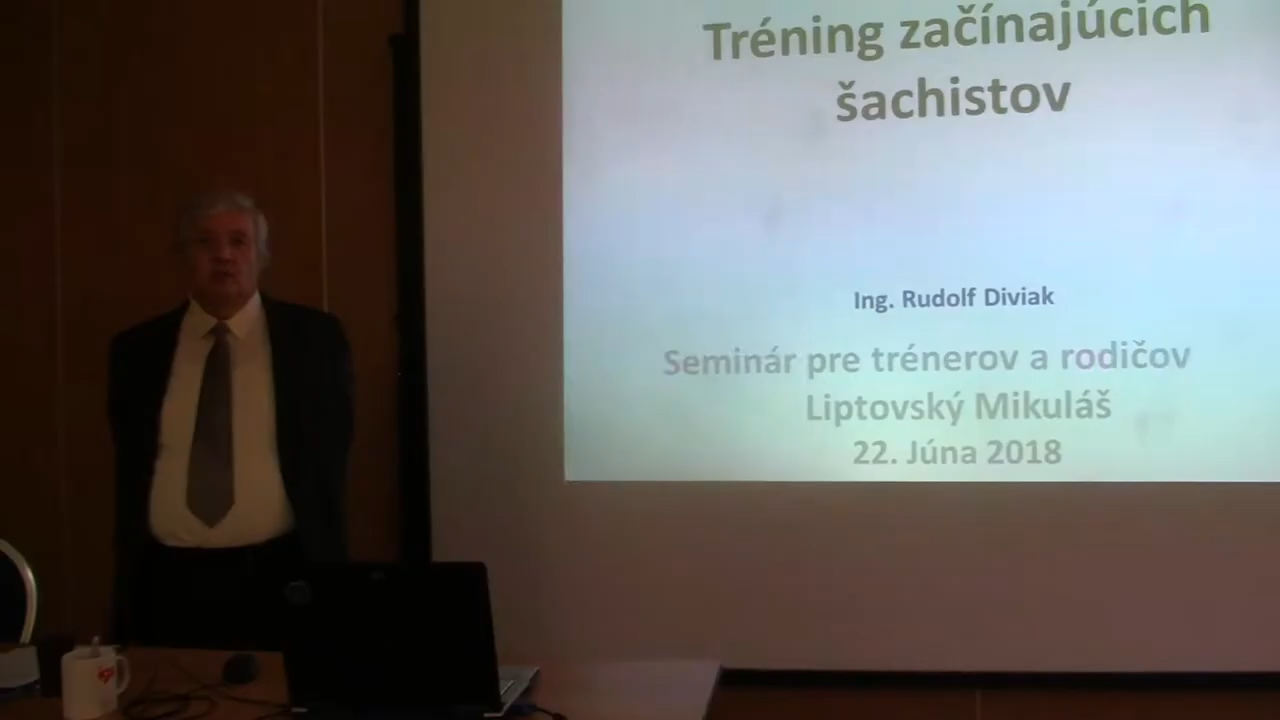 Tréning začínajúcich
šachistov
Ing. Rudolf Diviak
Seminár pre trénerov a rodičov
Liptovský Mikuláš
22. Júna 2018